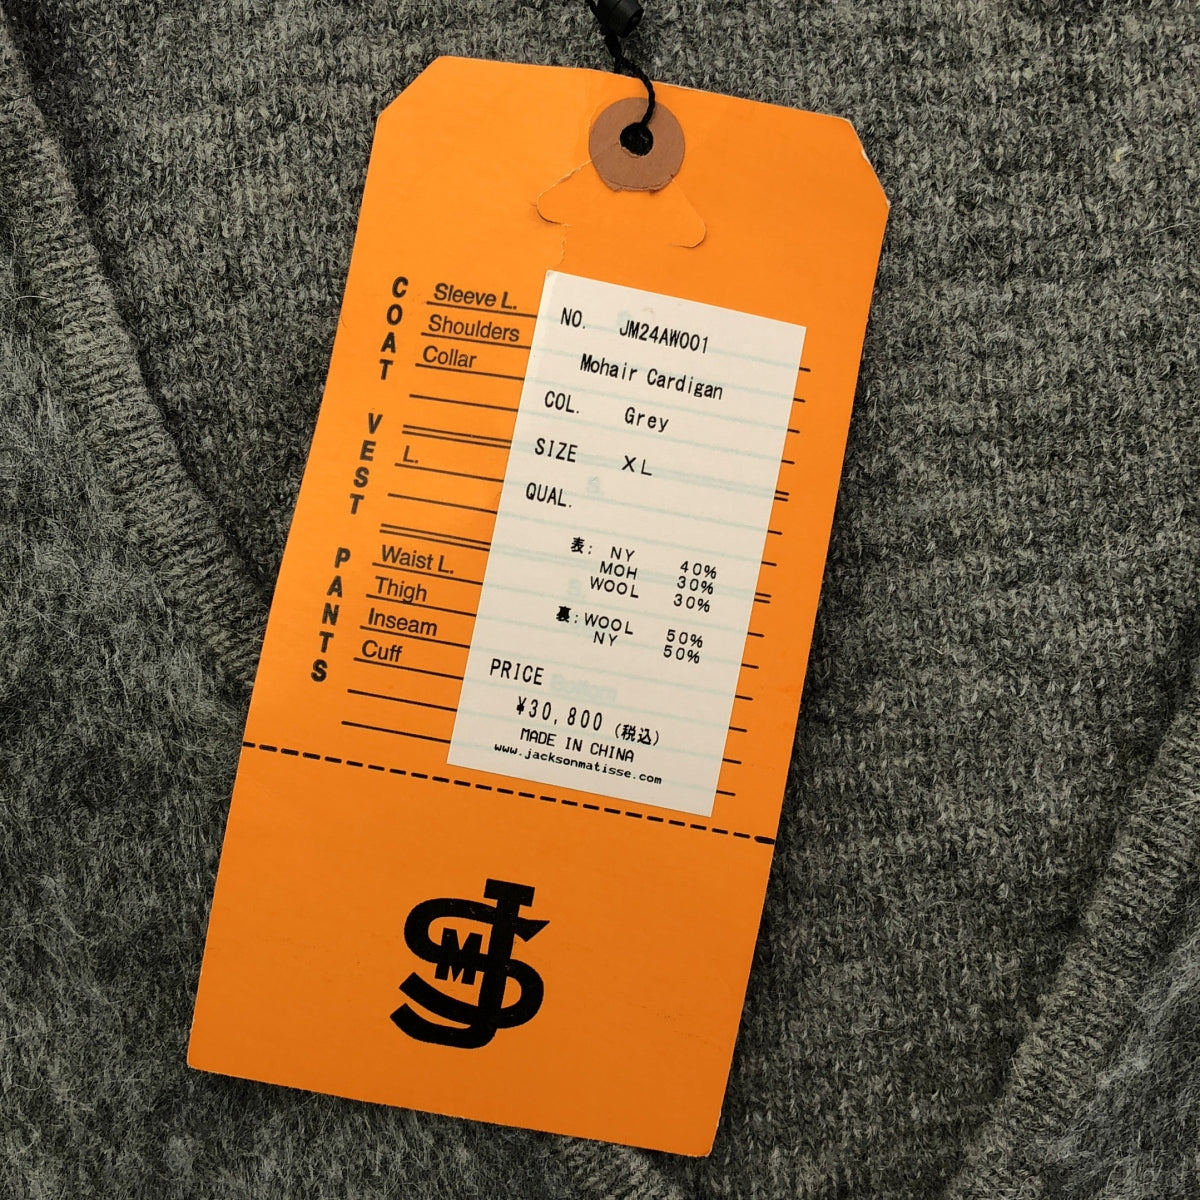 COAT
Sleeve L.
Shoulders
Collar
VEST
L.
PANTS
Waist L.
Thigh
Inseam
Cuff
NO. JM24AW001
Mohair Cardigan
COL. Grey
SIZE XL
QUAL.
表: NY 40%
MOH 30%
WOOL 30%
裏:WOOL 50%
NY 50%
PRICE
¥30,800 (税込)
MADE IN CHINA
www.jacksonmatisse.com
S.
S.
Bottom
JSM